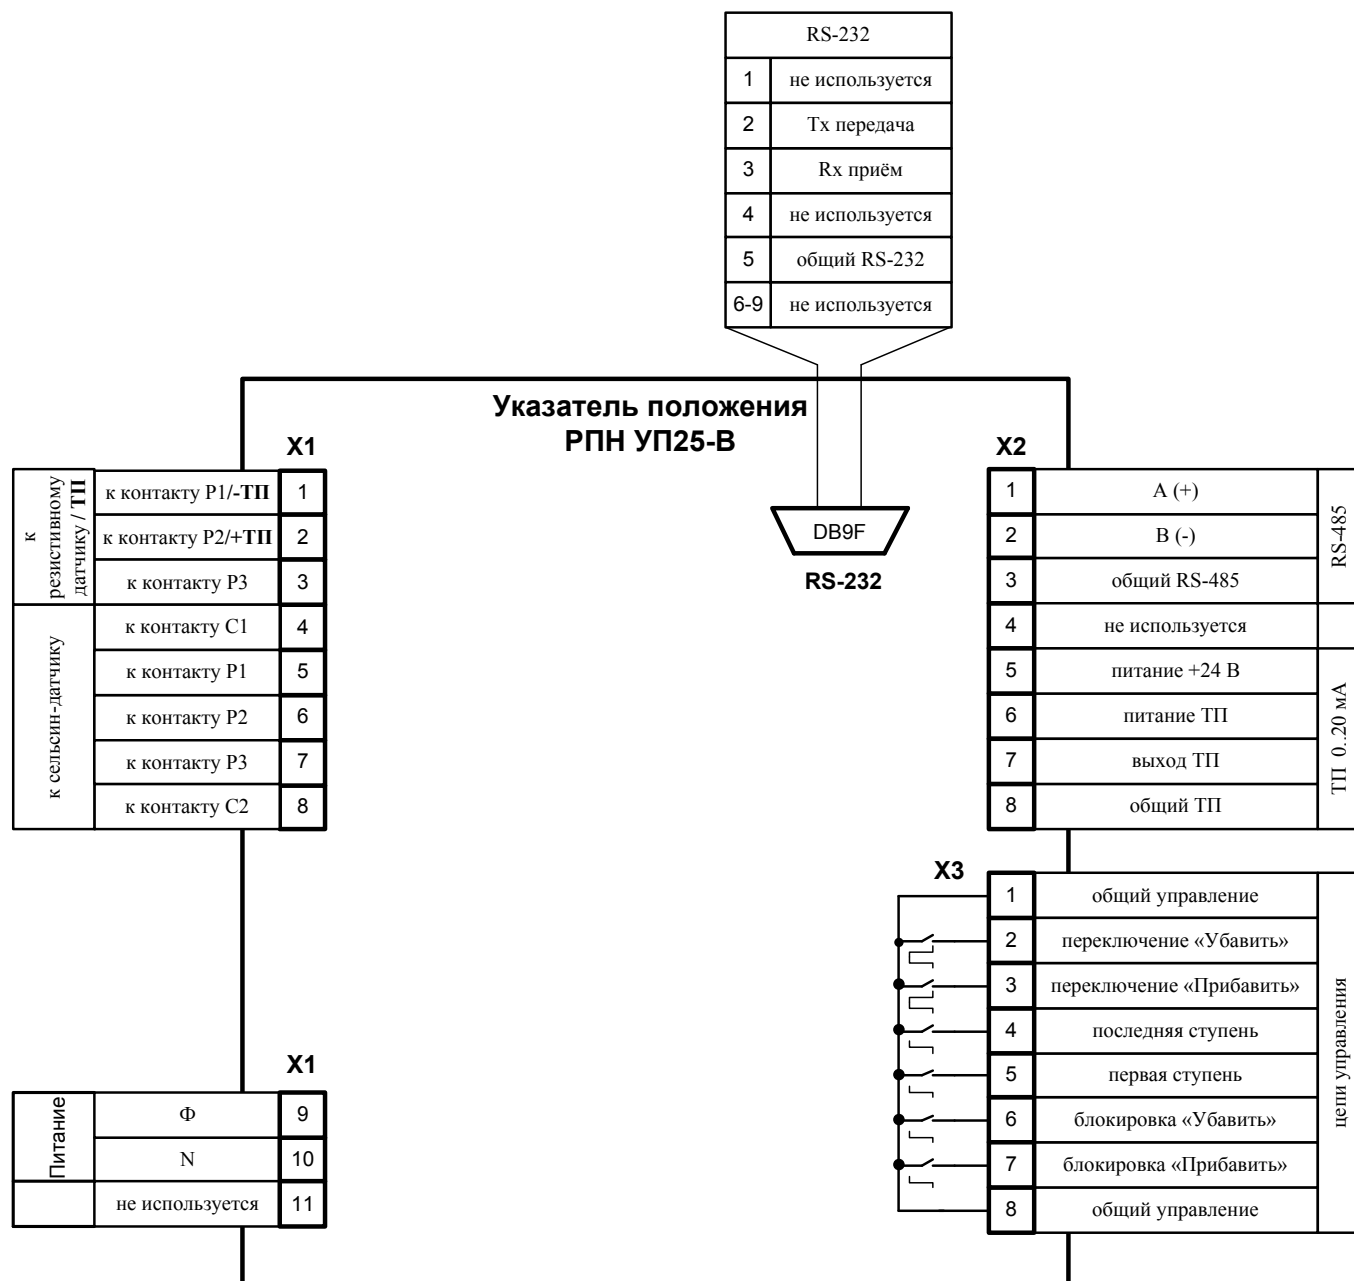 RS-232
1 не используется
2 Tx передача
3 Rx приём
4 не используется
5 общий RS-232
6-9 не используется
Указатель положения
РПН УП25-В
DB9F
RS-232
X1
к
резистивному
датчику / ТП
к контакту Р1/-ТП 1
к контакту Р2/+ТП 2
к контакту Р3 3
к сельсин-датчику
к контакту С1 4
к контакту Р1 5
к контакту Р2 6
к контакту Р3 7
к контакту С2 8
X1
Питание
Ф 9
N 10
не используется 11
X2
1 A (+)
2 B (-)
3 общий RS-485
RS-485
4 не используется
5 питание +24 В
6 питание ТП
7 выход ТП
8 общий ТП
ТП 0..20 мА
X3
1 общий управление
2 переключение «Убавить»
3 переключение «Прибавить»
4 последняя ступень
5 первая ступень
6 блокировка «Убавить»
7 блокировка «Прибавить»
8 общий управление
цепи управления